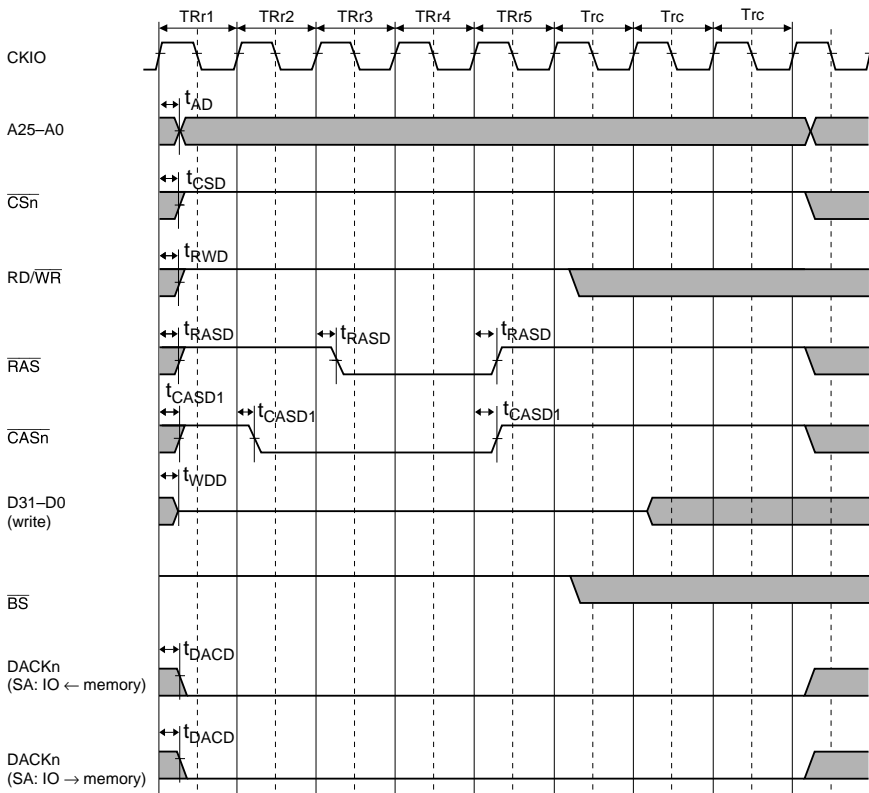 TRr1 TRr2 TRr3 TRr4 TRr5 Trc Trc Trc
CKIO
tAD
A25–A0
tCSD
CSn
tRWD
RD/WR
tRASD tRASD tRASD
RAS
tCASD1 tCASD1 tCASD1
CASn
tWDD
D31–D0
(write)
BS
tDACD
DACKn
(SA: IO ← memory)
tDACD
DACKn
(SA: IO → memory)